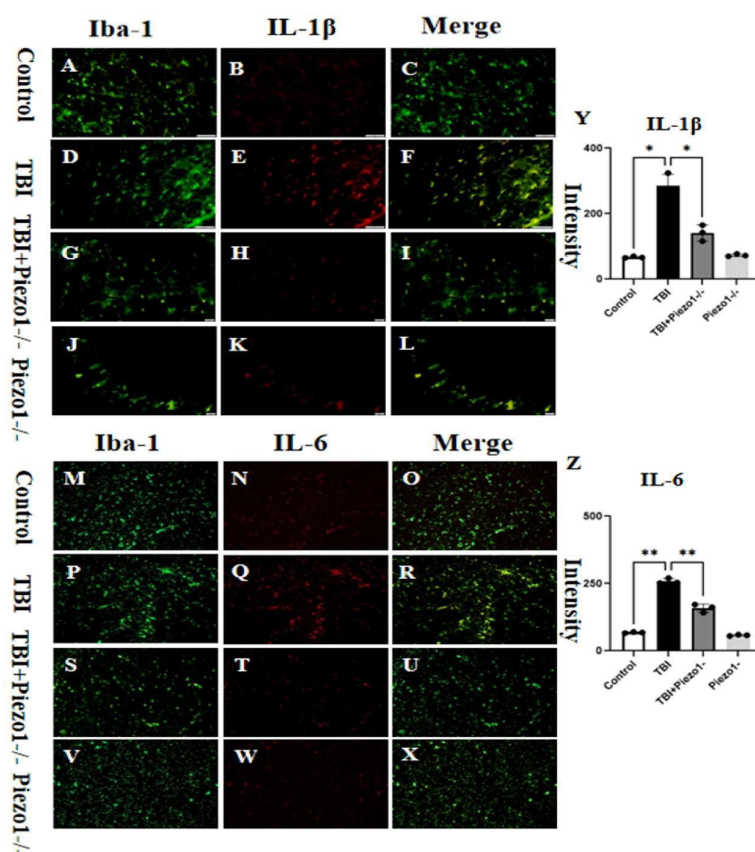 Iba-1 IL-1β Merge
Control A B C
TBI D E F
TBI+Piezo1-/- G H I
Piezo1-/- J K L
Y IL-1β
Intensity
400
200
0
* *
Control TBI TBI+Piezo1-/- Piezo1-/-
Iba-1 IL-6 Merge
Control M N O
TBI P Q R
TBI+Piezo1-/- S T U
Piezo1-/- V W X
Z IL-6
Intensity
500
250
0
** **
Control TBI TBI+Piezo1- Piezo1-